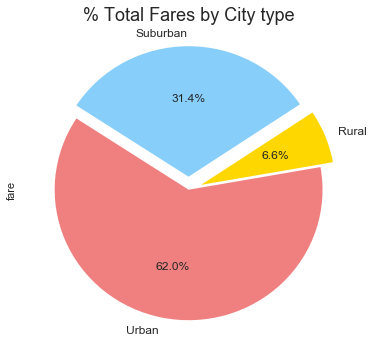 % Total Fares by City type
Suburban
31.4%
Rural
6.6%
fare
62.0%
Urban